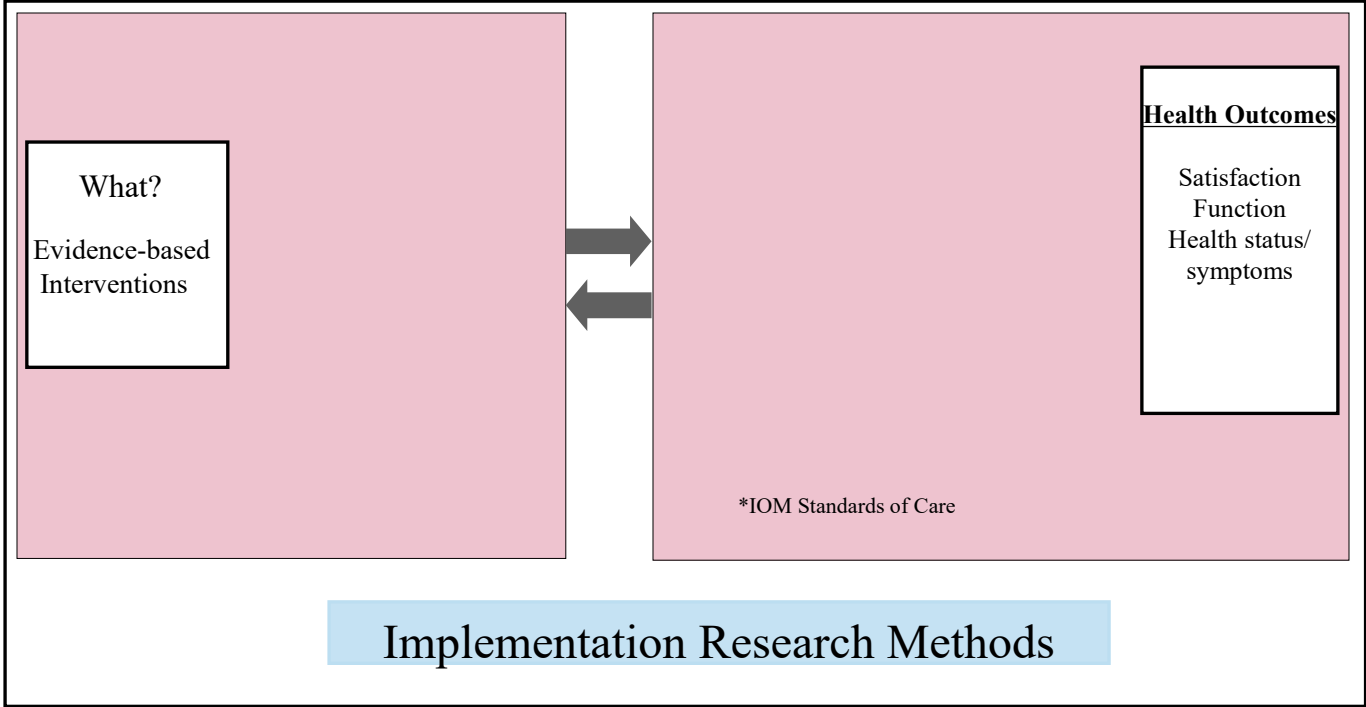 What?
Evidence-based
Interventions
Health Outcomes
Satisfaction
Function
Health status/
symptoms
*IOM Standards of Care
Implementation Research Methods